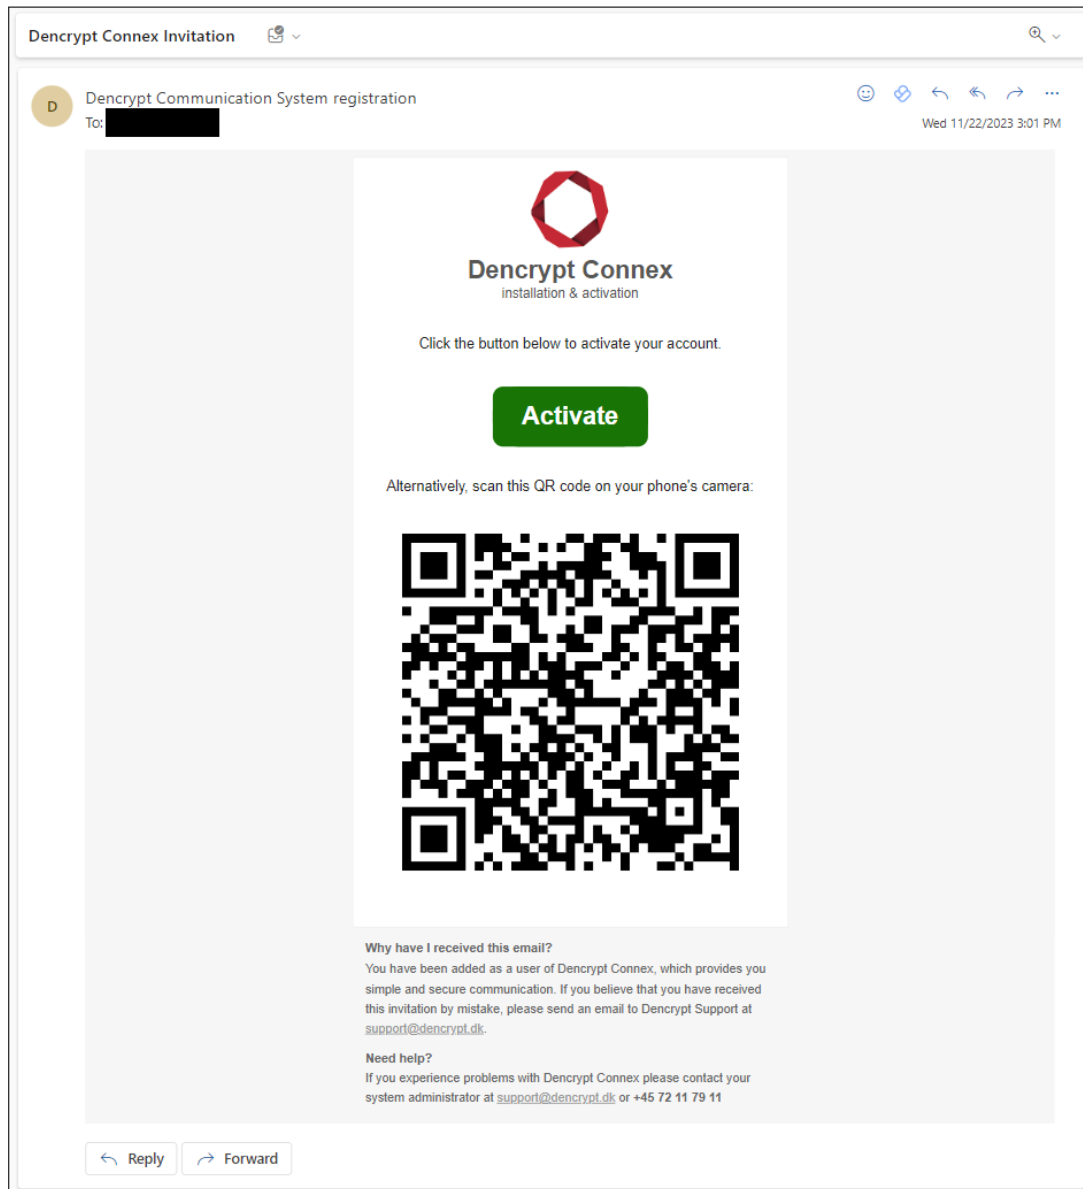 Dencrypt Connex Invitation
D
Dencrypt Communication System registration
To:
Wed 11/22/2023 3:01 PM
Dencrypt Connex
installation & activation
Click the button below to activate your account.
Activate
Alternatively, scan this QR code on your phone's camera:
Why have I received this email?
You have been added as a user of Dencrypt Connex, which provides you
simple and secure communication. If you believe that you have received
this invitation by mistake, please send an email to Dencrypt Support at
support@dencrypt.dk.
Need help?
If you experience problems with Dencrypt Connex please contact your
system administrator at support@dencrypt.dk or +45 72 11 79 11
Reply
Forward